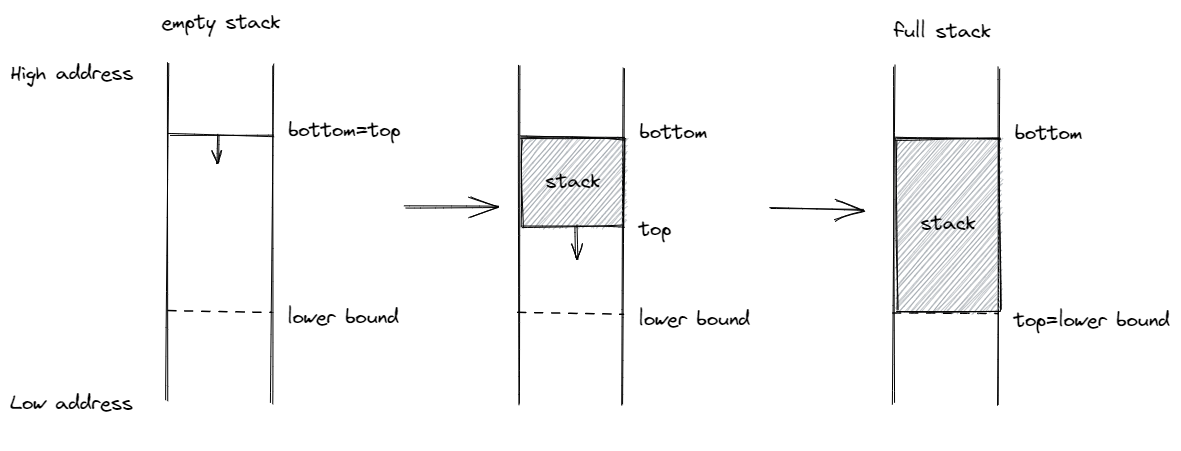 empty stack
full stack
High address
bottom=top
bottom
bottom
stack
stack
top
lower bound
lower bound
top=lower bound
Low address